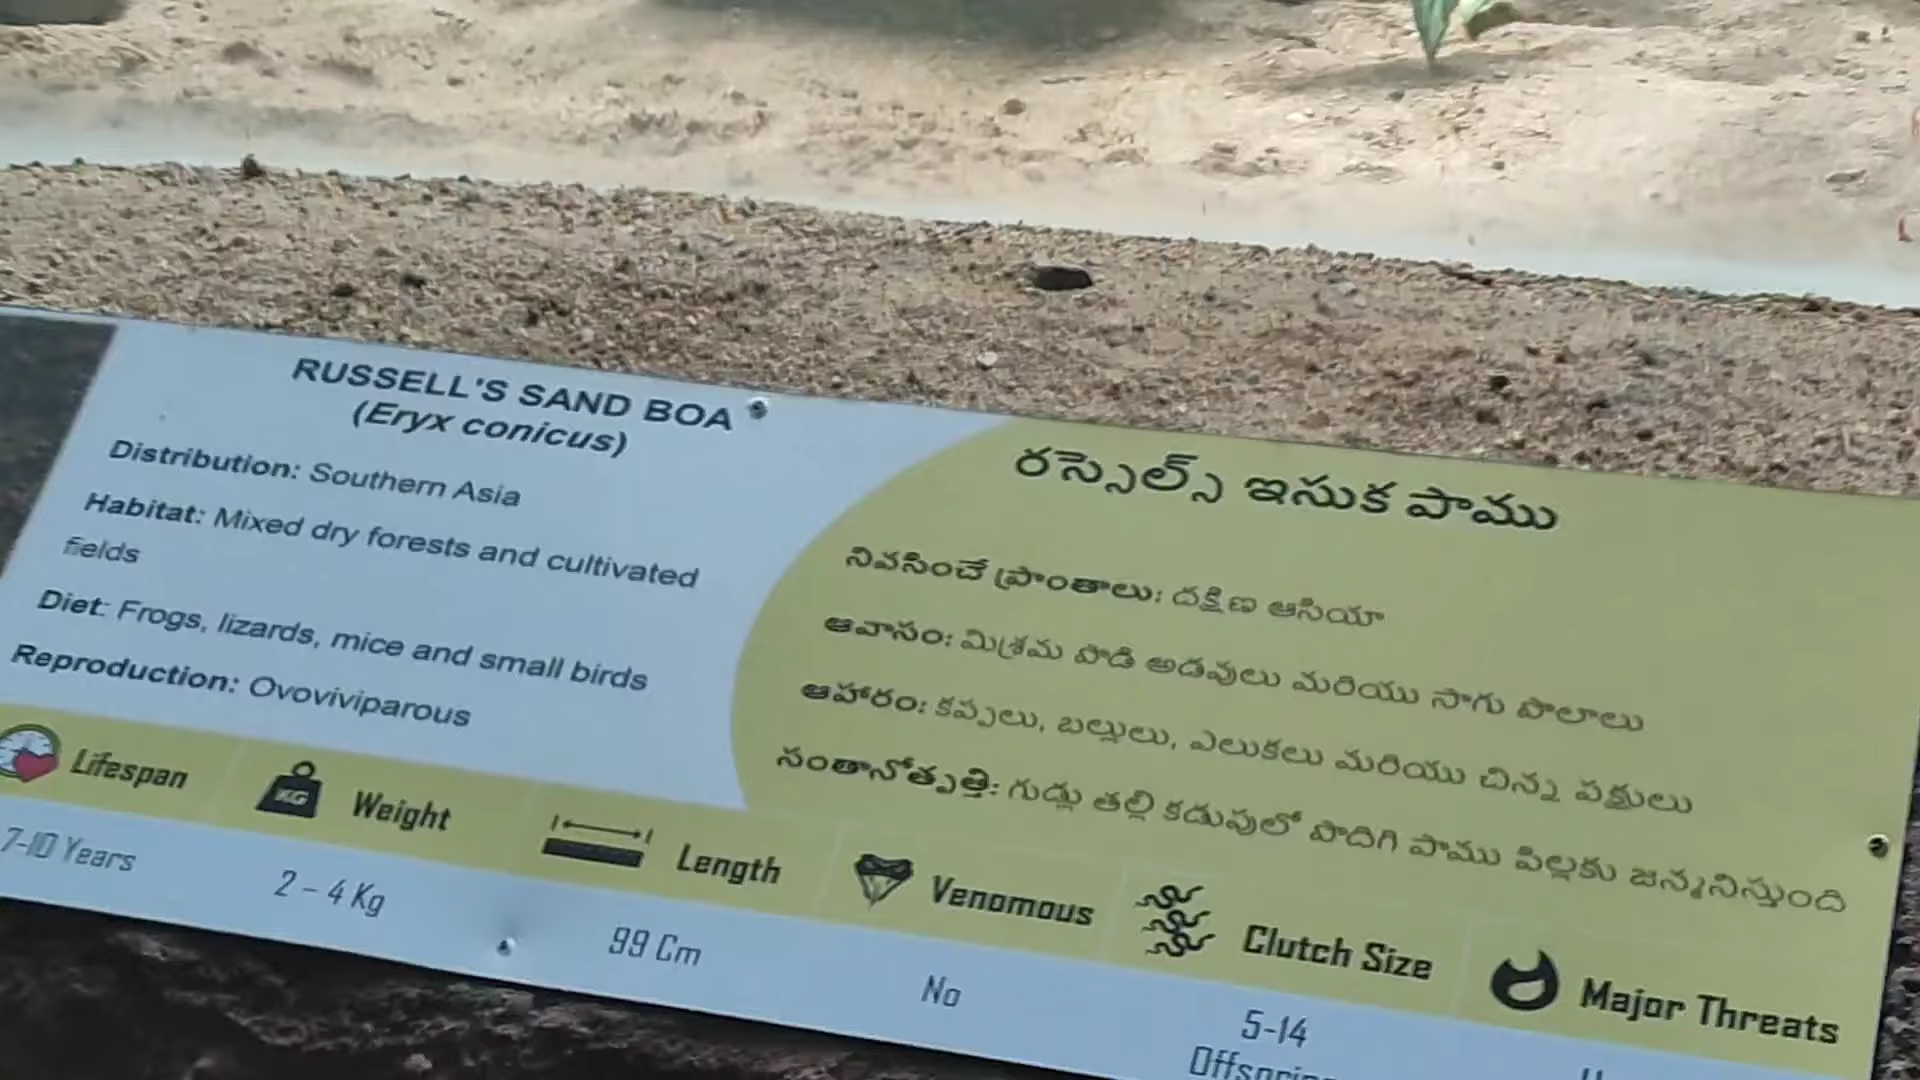 RUSSELL'S SAND BOA
(Eryx conicus)
Distribution: Southern Asia
Habitat: Mixed dry forests and cultivated
fields
Diet: Frogs, lizards, mice and small birds
Reproduction: Ovoviviparous
రస్సెల్స్ ఇసుక పాము
నివసించే ప్రాంతాలు: దక్షిణ ఆసియా
ఆవాసం: మిశ్రమ పొడి అడవులు మరియు సాగు పొలాలు
ఆహారం: కప్పలు, బల్లులు, ఎలుకలు మరియు చిన్న పక్షులు
సంతానోత్పత్తి: గుడ్లు తల్లి కడుపులో పొదిగి పాము పిల్లకు జన్మనిస్తుంది
Lifespan
7-10 Years
KG
Weight
2 – 4 Kg
Length
99 Cm
Venomous
No
Clutch Size
5-14
Major Threats